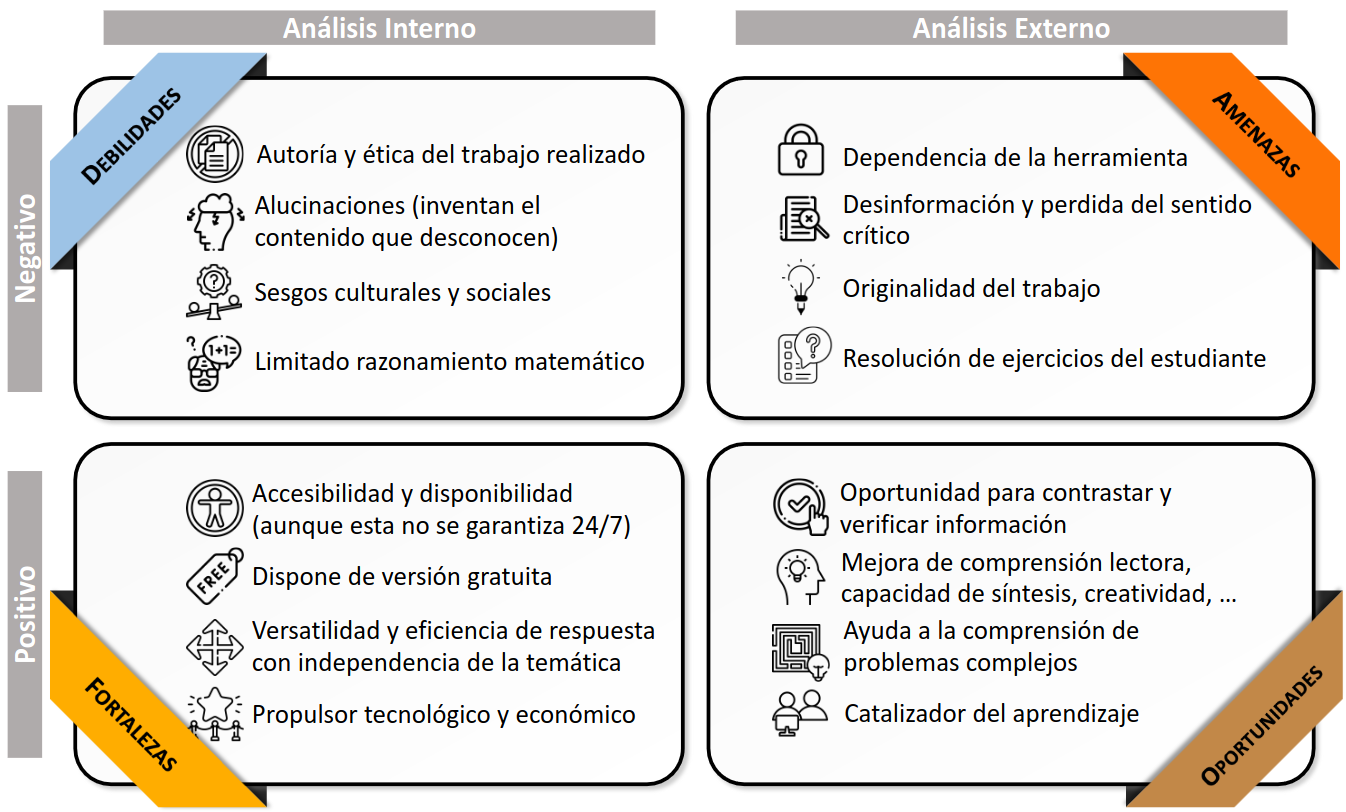 Análisis Interno
Análisis Externo
Negativo
DEBILIDADES
Autoría y ética del trabajo realizado
Alucinaciones (inventan el
contenido que desconocen)
Sesgos culturales y sociales
?
?
1+1=
Limitado razonamiento matemático
AMENAZAS
Dependencia de la herramienta
Desinformación y perdida del sentido
crítico
Originalidad del trabajo
?
Resolución de ejercicios del estudiante
Positivo
FORTALEZAS
Accesibilidad y disponibilidad
(aunque esta no se garantiza 24/7)
FREE
Dispone de versión gratuita
Versatilidad y eficiencia de respuesta
con independencia de la temática
Propulsor tecnológico y económico
OPORTUNIDADES
Oportunidad para contrastar y
verificar información
Mejora de comprensión lectora,
capacidad de síntesis, creatividad, ...
Ayuda a la comprensión de
problemas complejos
Catalizador del aprendizaje